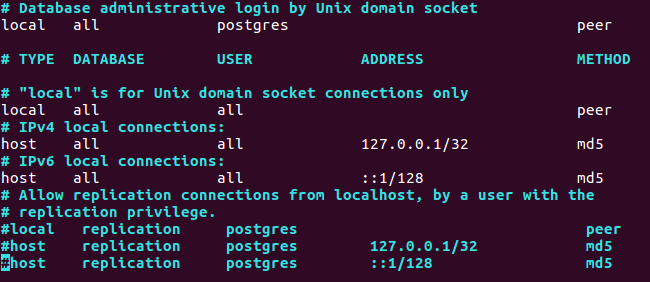 # Database administrative login by Unix domain socket
local   all             postgres                                peer
# TYPE  DATABASE        USER            ADDRESS                 METHOD
# "local" is for Unix domain socket connections only
local   all             all                                     peer
# IPv4 local connections:
host    all             all             127.0.0.1/32            md5
# IPv6 local connections:
host    all             all             ::1/128                 md5
# Allow replication connections from localhost, by a user with the
# replication privilege.
#local   replication     postgres                                peer
#host    replication     postgres        127.0.0.1/32            md5
#host    replication     postgres        ::1/128                 md5